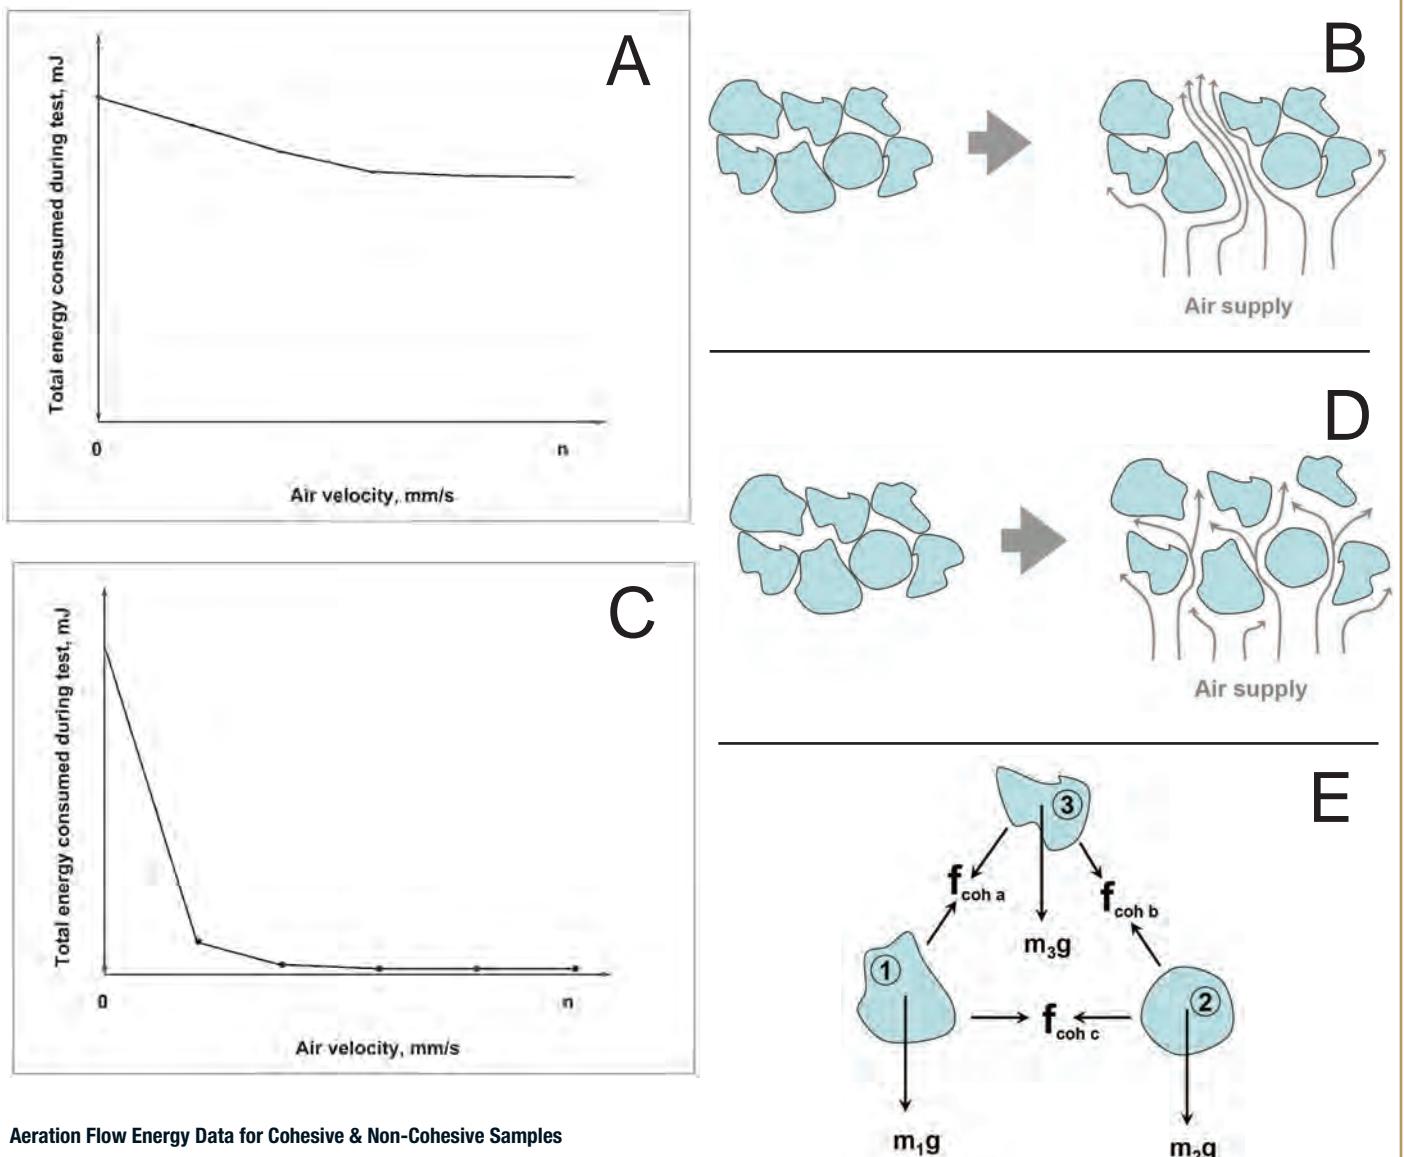 A
Total energy consumed during test, mJ
0
n
Air velocity, mm/s
B
Air supply
C
Total energy consumed during test, mJ
0
n
Air velocity, mm/s
D
Air supply
E
3
f coh a
f coh b
m3g
1
2
f coh c
m1g
m2g
Aeration Flow Energy Data for Cohesive & Non-Cohesive Samples